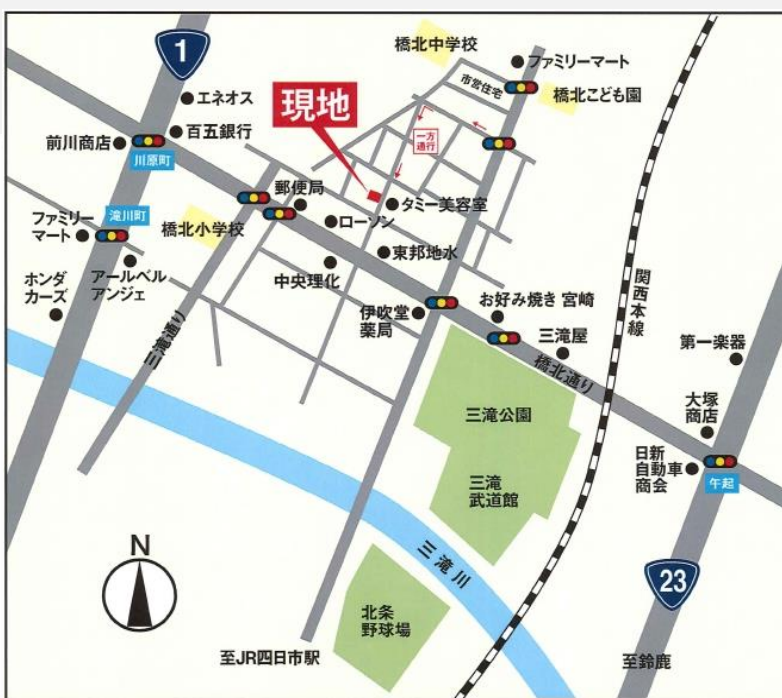 1
橋北中学校
ファミリーマート
市営住宅
橋北こども園
エネオス
現地
一方
通行
前川商店
百五銀行
川原町
郵便局
タミー美容室
滝川町
ファミリー
マート
橋北小学校
ローソン
東邦地水
アールベル
アンジェ
中央理化
ホンダ
カーズ
伊吹堂
薬局
お好み焼き 宮崎
関西本線
三滝通り
三滝屋
第一楽器
橋北通り
三滝公園
大塚
商店
日新
自動車
商会
午起
三滝
武道館
N
三滝川
23
北条
野球場
至JR四日市駅
至鈴鹿